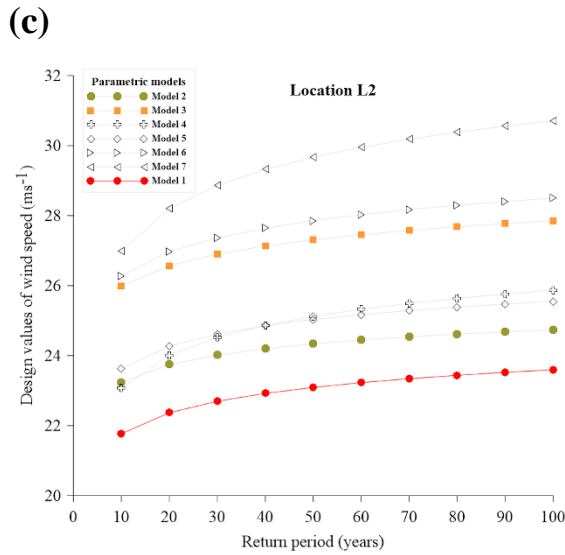 (c)
Location L2
Parametric models
Model 2
Model 3
Model 4
Model 5
Model 6
Model 7
Model 1
Design values of wind speed (ms⁻¹)
32
30
28
26
24
22
20
0 10 20 30 40 50 60 70 80 90 100
Return period (years)